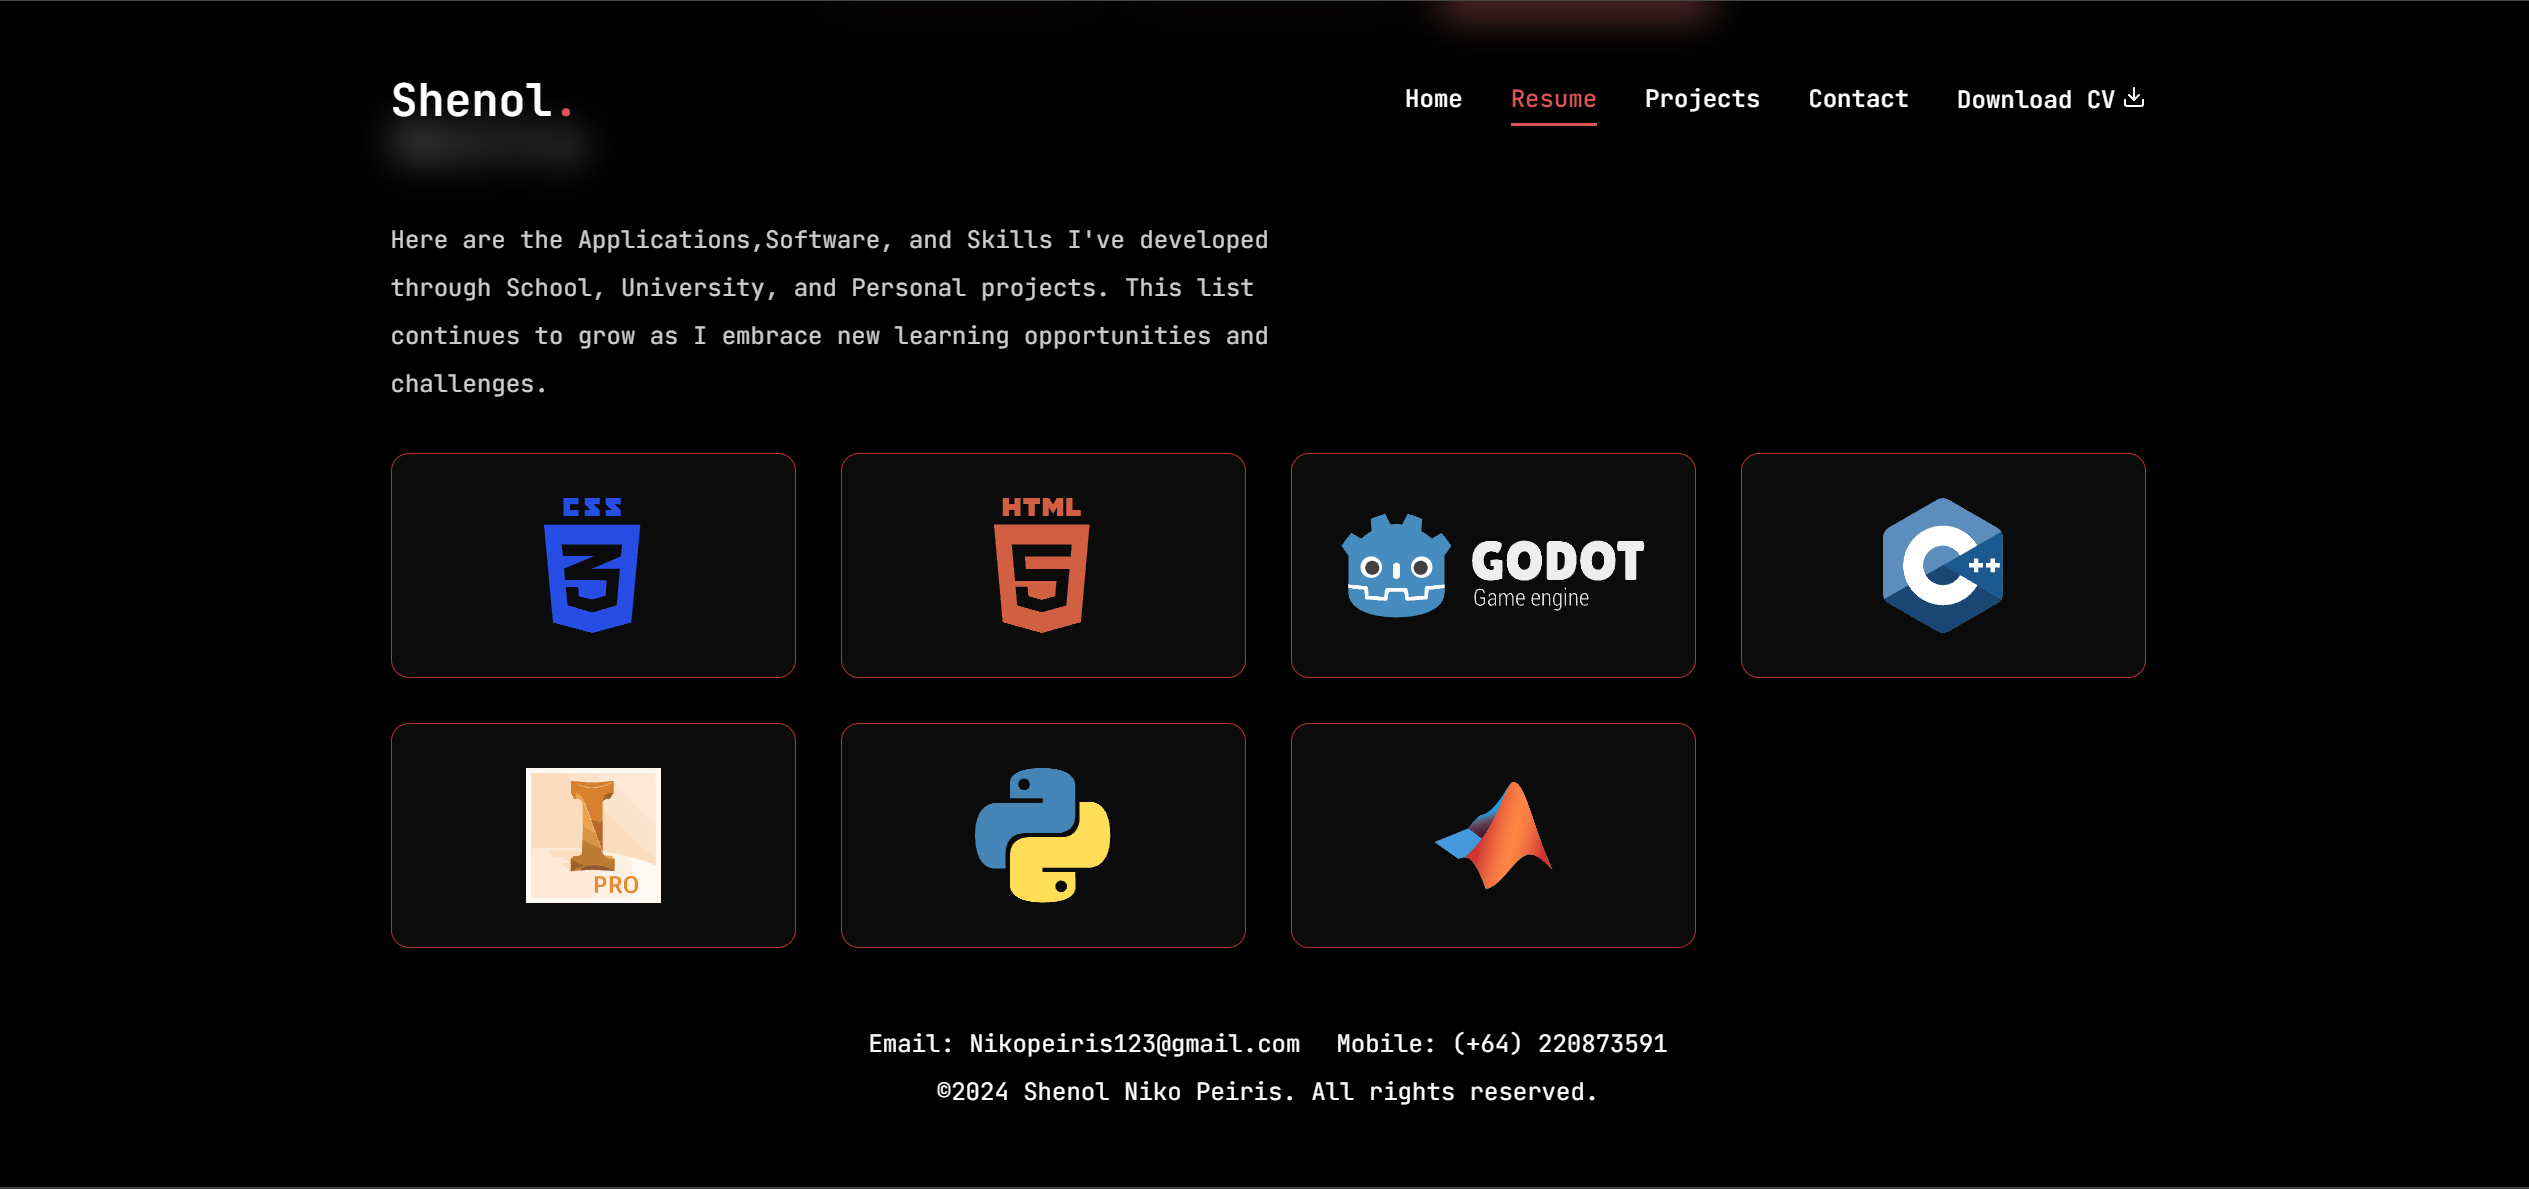 Shenol.
Home Resume Projects Contact Download CV
Here are the Applications,Software, and Skills I've developed
through School, University, and Personal projects. This list
continues to grow as I embrace new learning opportunities and
challenges.
CSS
HTML
GODOT
Game engine
C++
I
PRO
Email: Nikopeiris123@gmail.com Mobile: (+64) 220873591
©2024 Shenol Niko Peiris. All rights reserved.